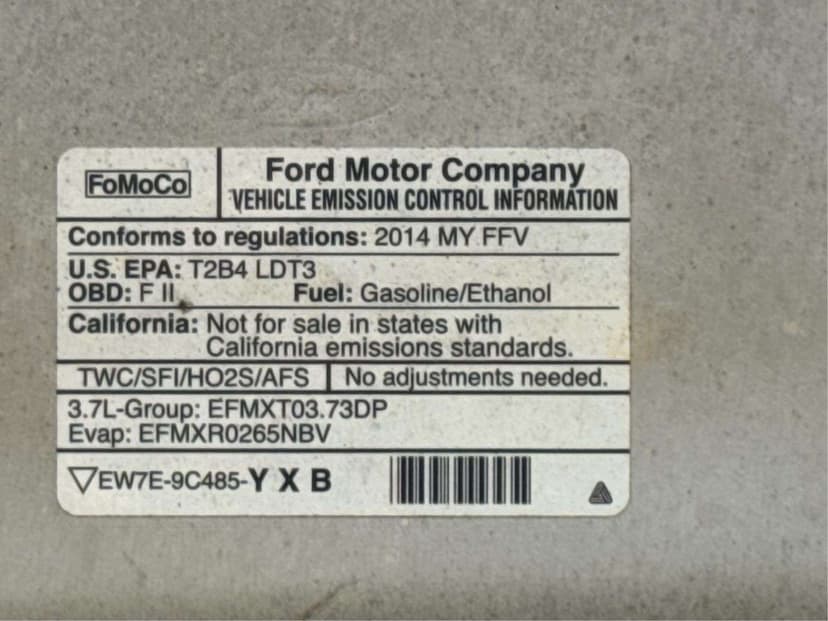 FoMoCo
Ford Motor Company
VEHICLE EMISSION CONTROL INFORMATION
Conforms to regulations: 2014 MY FFV
U.S. EPA: T2B4 LDT3
OBD: F II Fuel: Gasoline/Ethanol
California: Not for sale in states with
California emissions standards.
TWC/SFI/HO2S/AFS No adjustments needed.
3.7L-Group: EFMXT03.73DP
Evap: EFMXR0265NBV
EW7E-9C485-Y X B